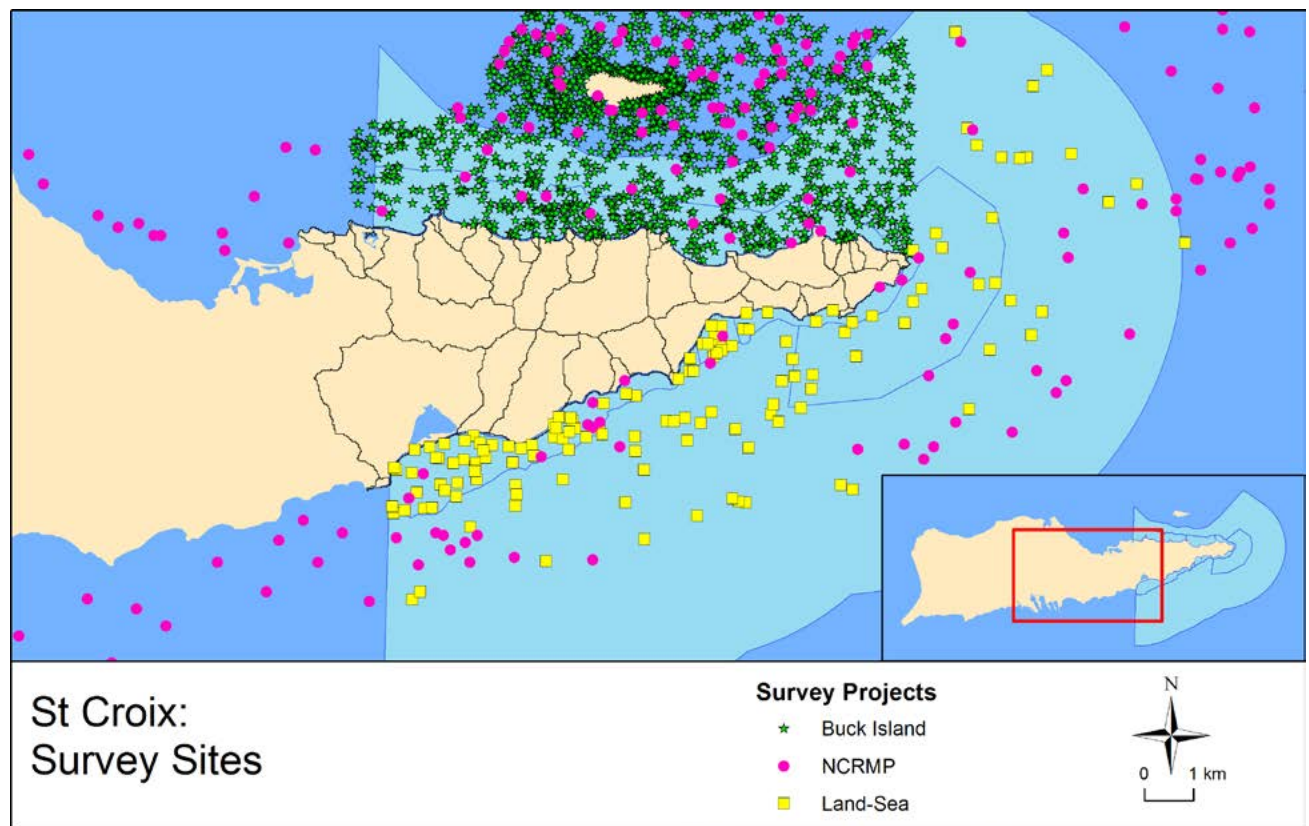 St Croix:
Survey Sites
Survey Projects
Buck Island
NCRMP
Land-Sea
N
0 1 km